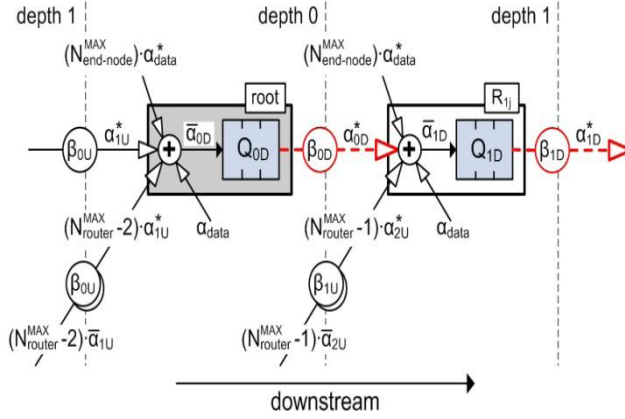 depth 1 depth 0 depth 1
(N^MAX_end-node)·α*_data (N^MAX_end-node)·α*_data
root R_1j
β_0U α*_1U + ᾱ_0D Q_0D β_0D α*_0D + ᾱ_1D Q_1D β_1D α*_1D
(N^MAX_router-2)·α*_1U α_data (N^MAX_router-1)·α*_2U α_data
β_0U β_1U
(N^MAX_router-2)·ᾱ_1U (N^MAX_router-1)·ᾱ_2U
downstream